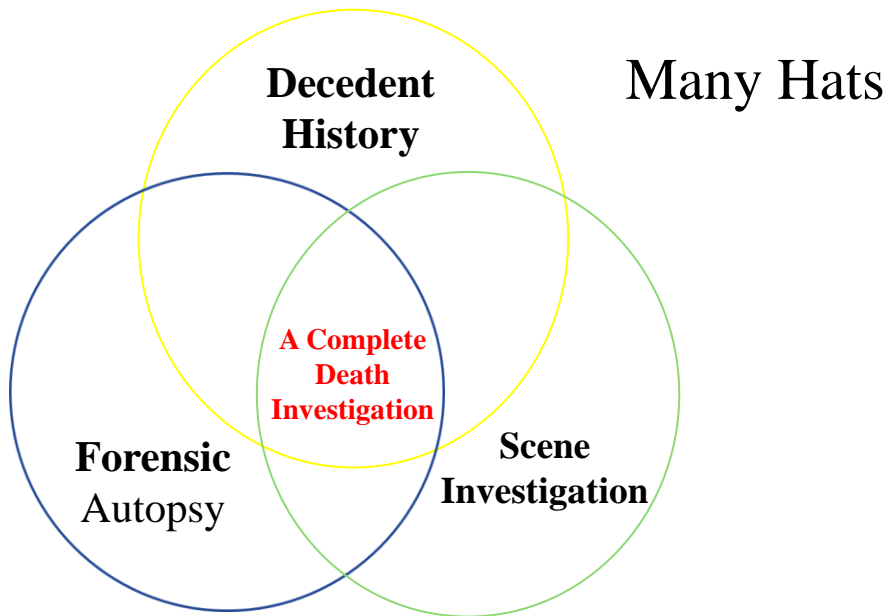 Many Hats
Decedent
History
A Complete
Death
Investigation
Forensic
Autopsy
Scene
Investigation